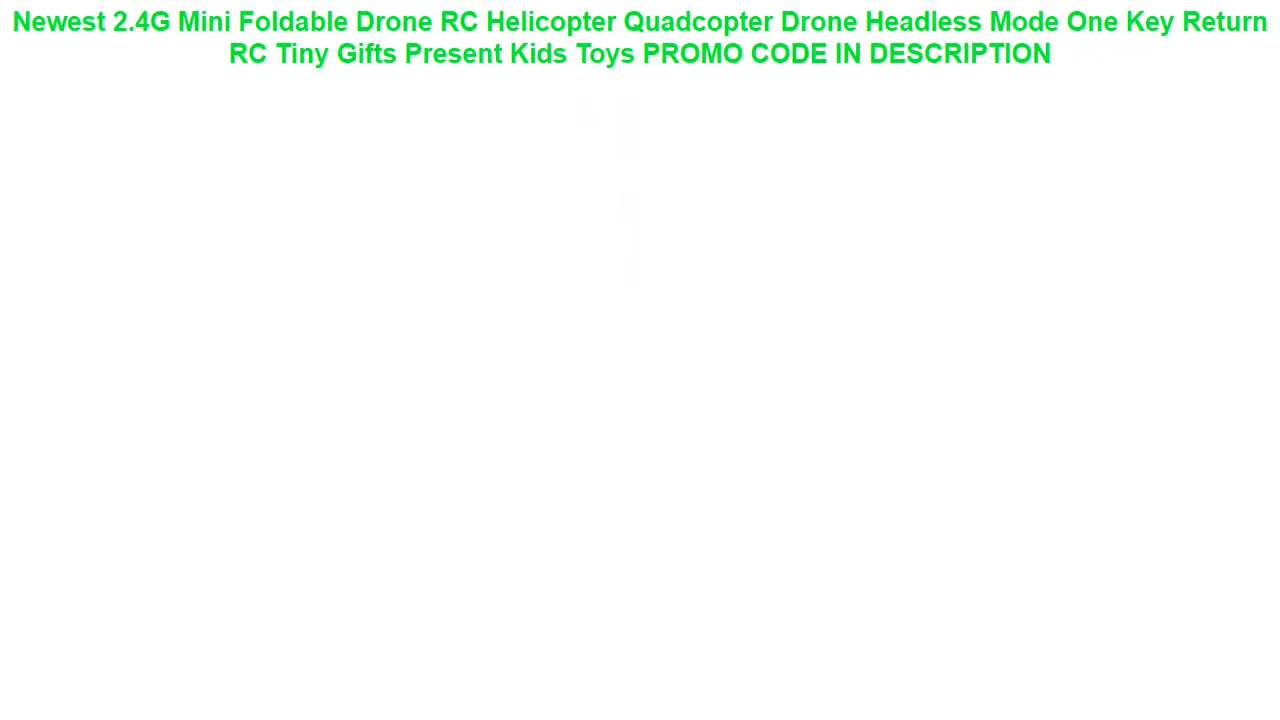 Newest 2.4G Mini Foldable Drone RC Helicopter Quadcopter Drone Headless Mode One Key Return
RC Tiny Gifts Present Kids Toys PROMO CODE IN DESCRIPTION